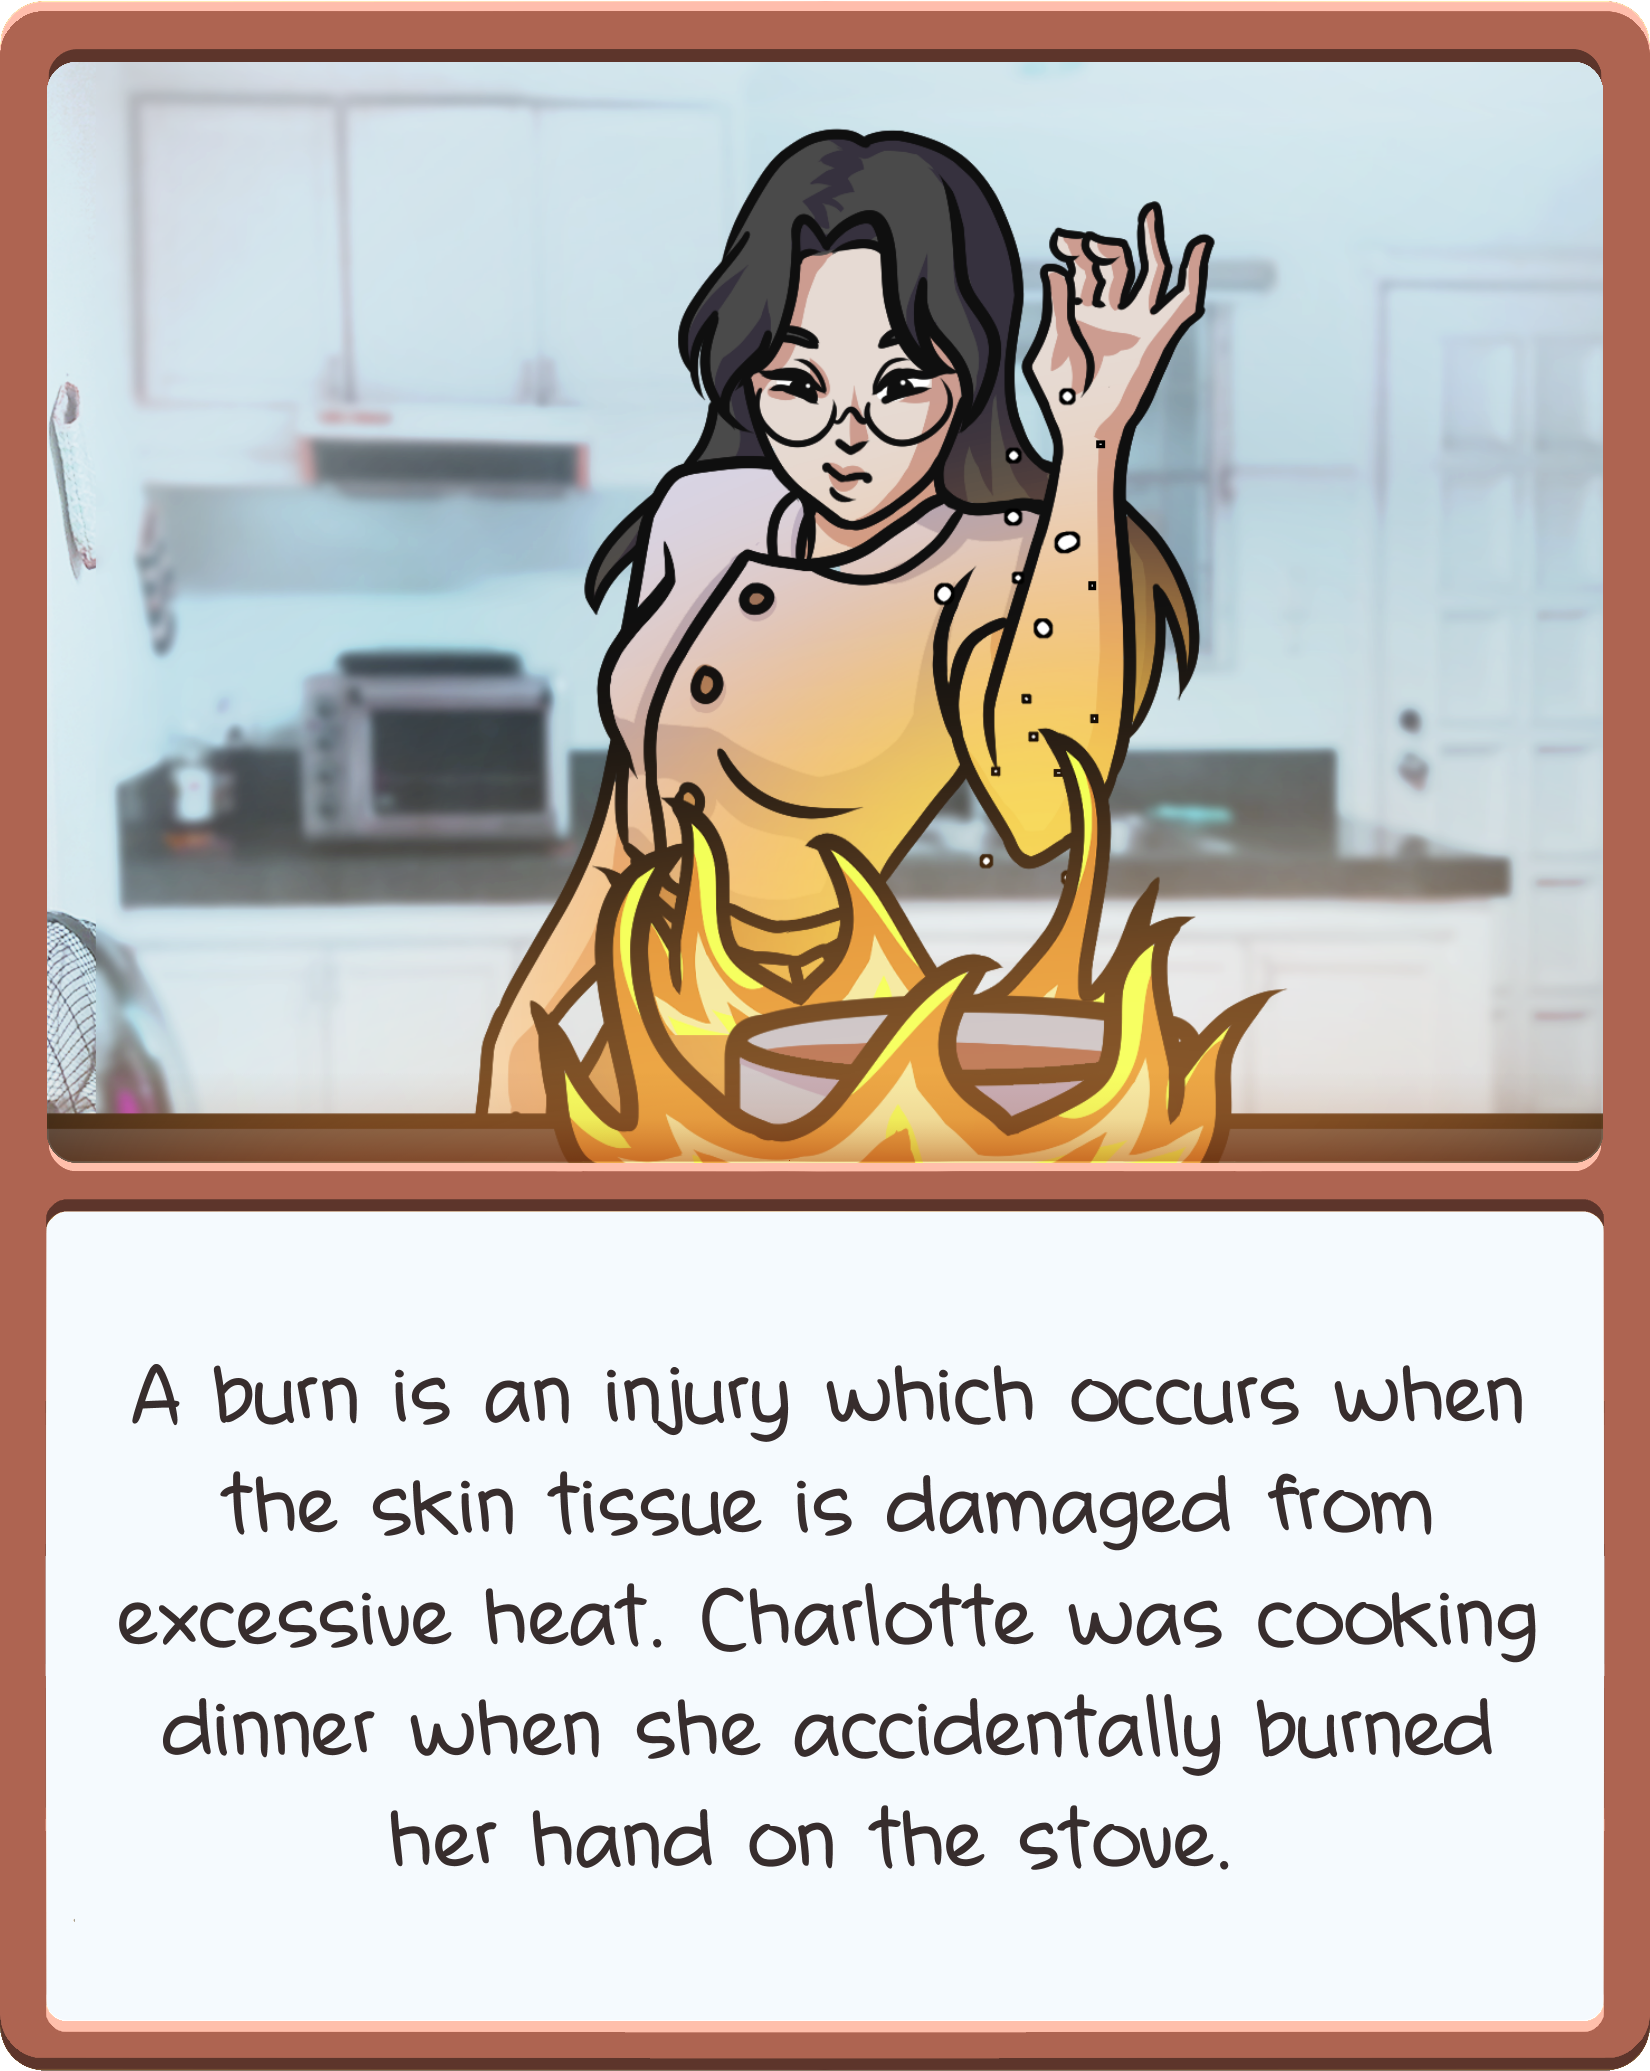 A burn is an injury which occurs when
the skin tissue is damaged from
excessive heat. Charlotte was cooking
dinner when she accidentally burned
her hand on the stove.